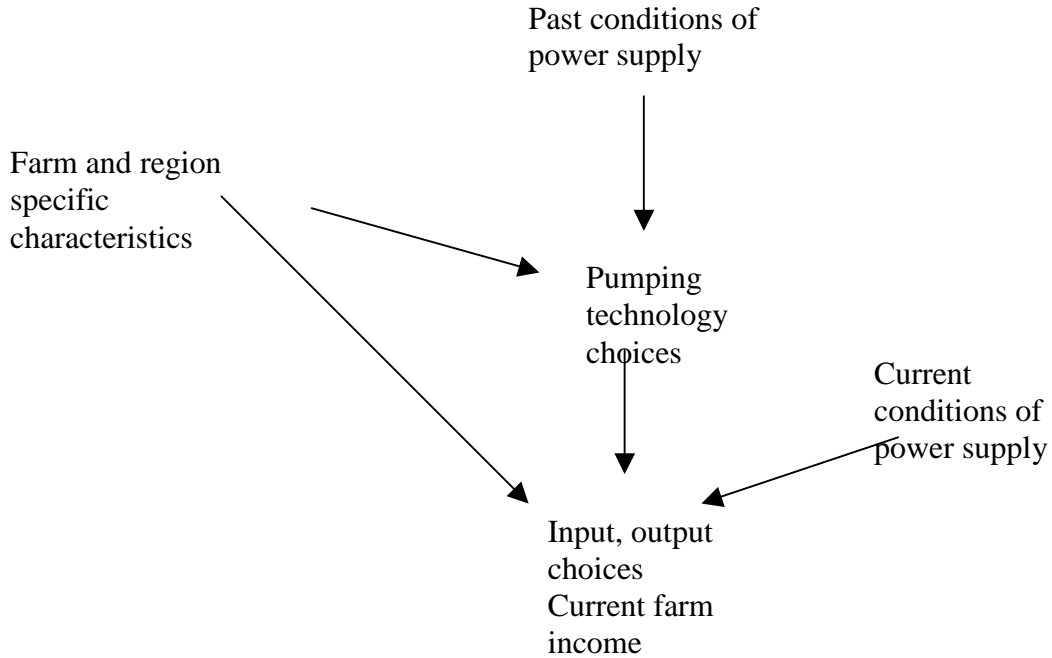 Past conditions of
power supply
Farm and region
specific
characteristics
Pumping
technology
choices
Current
conditions of
power supply
Input, output
choices
Current farm
income